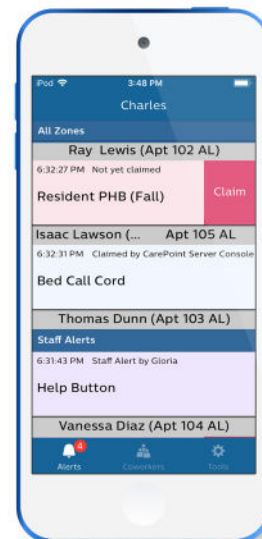 iPod 3:48 PM
Charles
All Zones
Ray Lewis (Apt 102 AL)
6:32:27 PM Not yet claimed
Resident PHB (Fall)
Claim
Isaac Lawson (... Apt 105 AL
6:32:31 PM Claimed by CarePoint Server Console
Bed Call Cord
Thomas Dunn (Apt 103 AL)
Staff Alerts
6:31:43 PM Staff Alert by Gloria
Help Button
Vanessa Diaz (Apt 104 AL)
4
Alerts Coworkers Tools